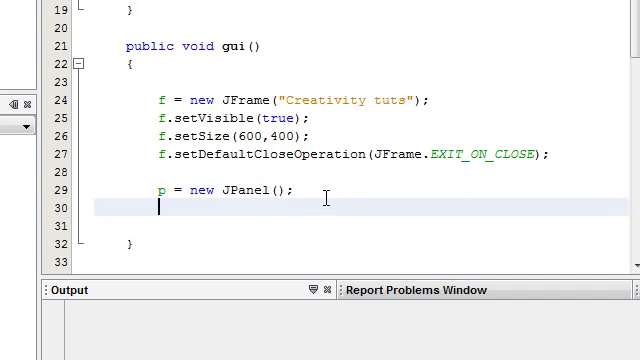 19 }
20
21 public void gui()
22 {
23
24 f = new JFrame("Creativity tuts");
25 f.setVisible(true);
26 f.setSize(600,400);
27 f.setDefaultCloseOperation(JFrame.EXIT_ON_CLOSE);
28
29 p = new JPanel();
30
31
32 }
33
Output Report Problems Window